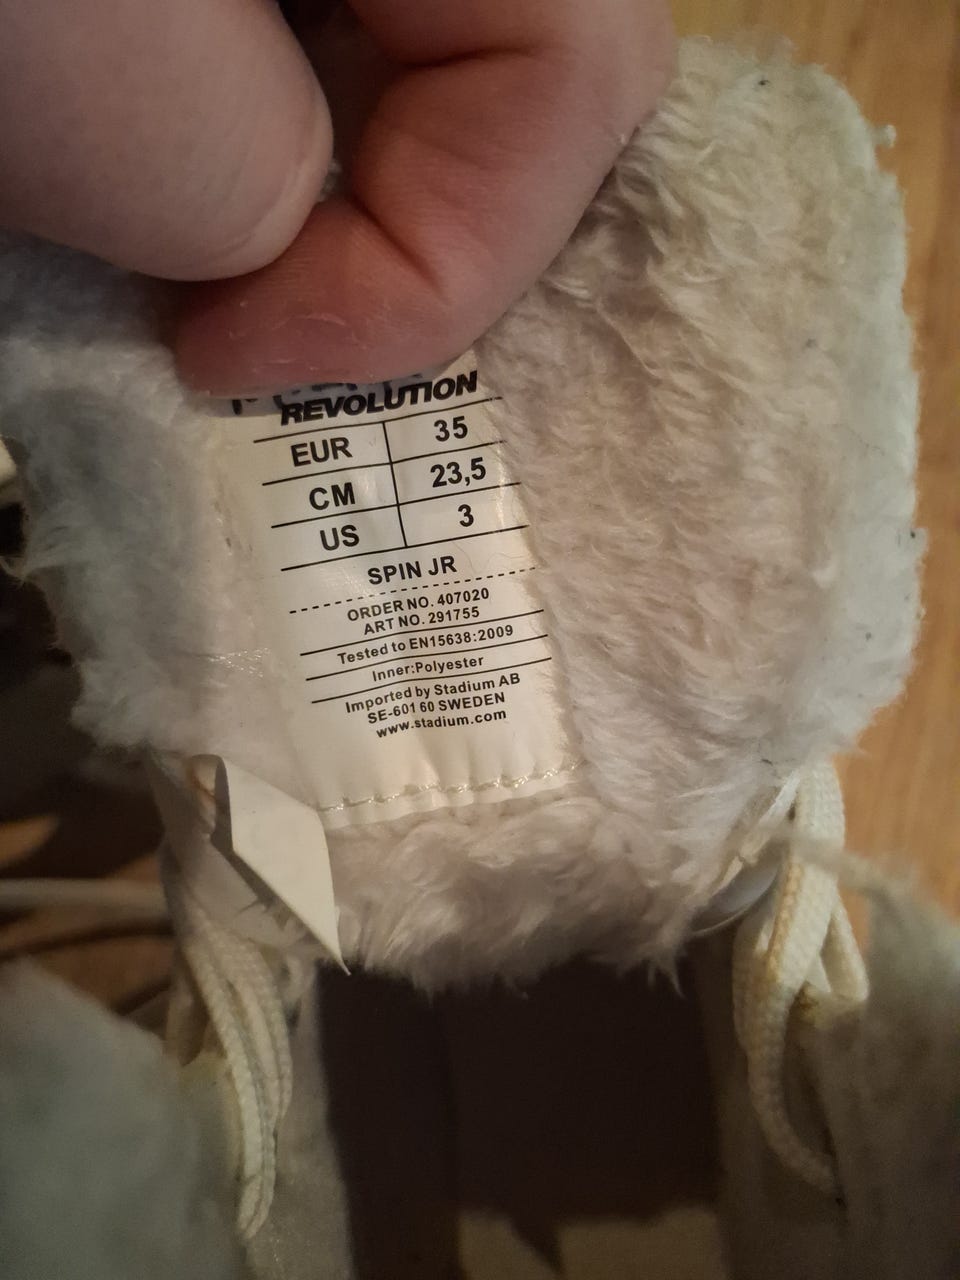 REVOLUTION
EUR 35
CM 23,5
US 3
SPIN JR
ORDER NO. 407020
ART NO. 291755
Tested to EN15638:2009
Inner:Polyester
Imported by Stadium AB
SE-601 60 SWEDEN
www.stadium.com